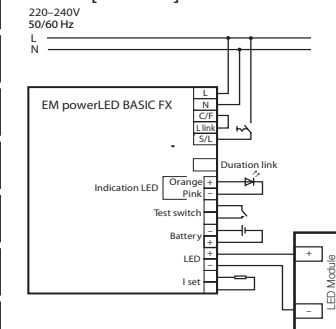 220–240V
50/60 Hz
L
N
EM powerLED BASIC FX
L
N
C/F
L link
S/L
Duration link
Indication LED
Orange +
Pink –
Test switch
Battery –
+
LED +
–
I set
+
LED Module
–